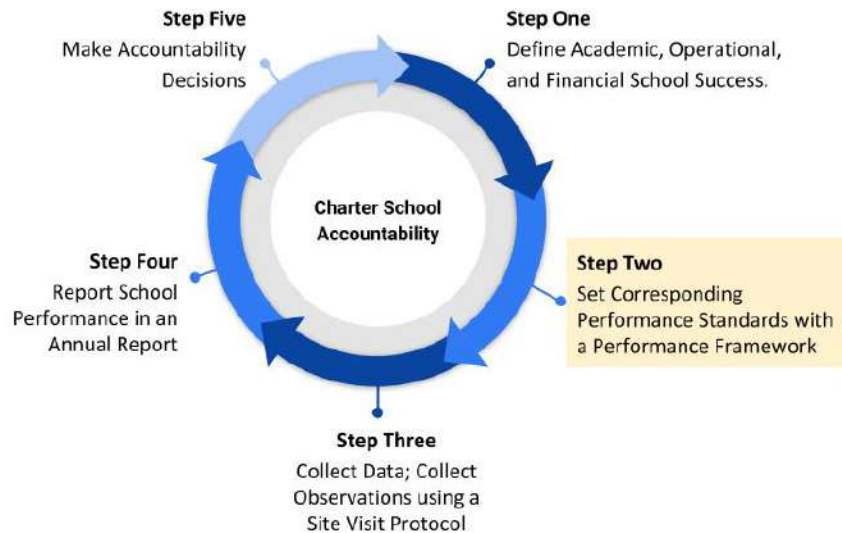 Step Five
Make Accountability
Decisions
Step One
Define Academic, Operational,
and Financial School Success.
Charter School
Accountability
Step Four
Report School
Performance in an
Annual Report
Step Two
Set Corresponding
Performance Standards with
a Performance Framework
Step Three
Collect Data; Collect
Observations using a
Site Visit Protocol